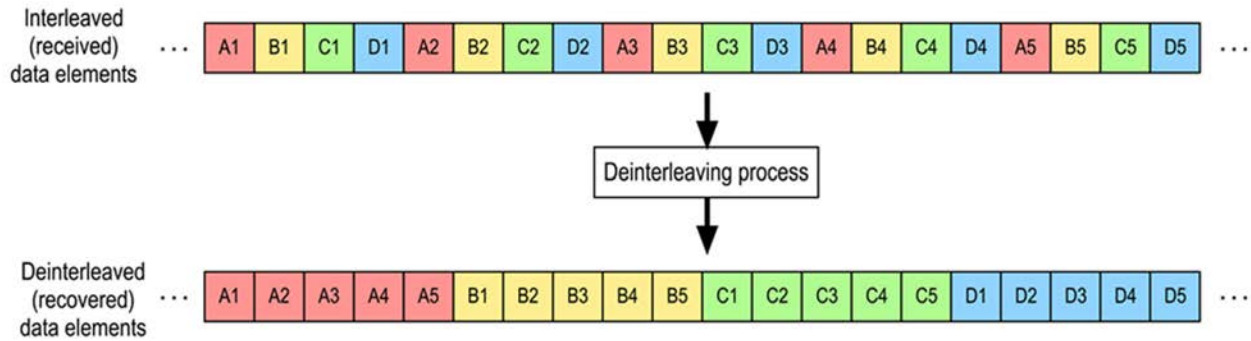 Interleaved
(received)
data elements
... A1 B1 C1 D1 A2 B2 C2 D2 A3 B3 C3 D3 A4 B4 C4 D4 A5 B5 C5 D5 ...
Deinterleaving process
Deinterleaved
(recovered)
data elements
... A1 A2 A3 A4 A5 B1 B2 B3 B4 B5 C1 C2 C3 C4 C5 D1 D2 D3 D4 D5 ...